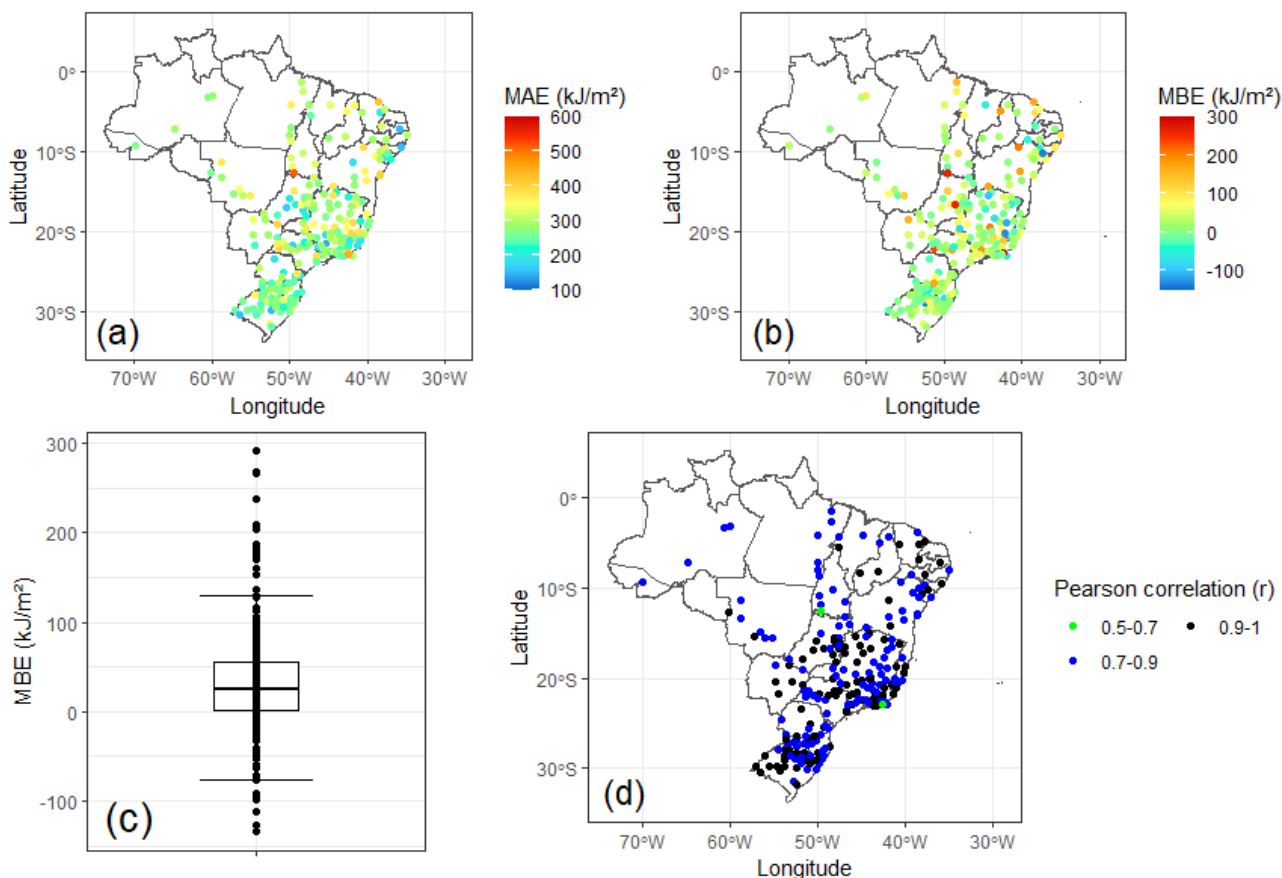 MAE (kJ/m²)
600
500
400
300
200
100
0°
10°S
20°S
30°S
Latitude
(a)
70°W 60°W 50°W 40°W 30°W
Longitude
MBE (kJ/m²)
300
200
100
0
-100
0°
10°S
20°S
30°S
Latitude
(b)
70°W 60°W 50°W 40°W 30°W
Longitude
MBE (kJ/m²)
300
200
100
0
-100
(c)
0°
10°S
20°S
30°S
Latitude
(d)
70°W 60°W 50°W 40°W 30°W
Longitude
Pearson correlation (r)
0.5-0.7 0.9-1
0.7-0.9